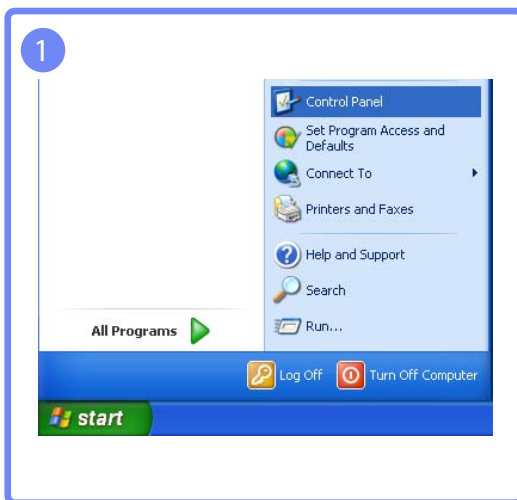 1
Control Panel
Set Program Access and
Defaults
Connect To
Printers and Faxes
Help and Support
Search
Run...
All Programs
Log Off
Turn Off Computer
start